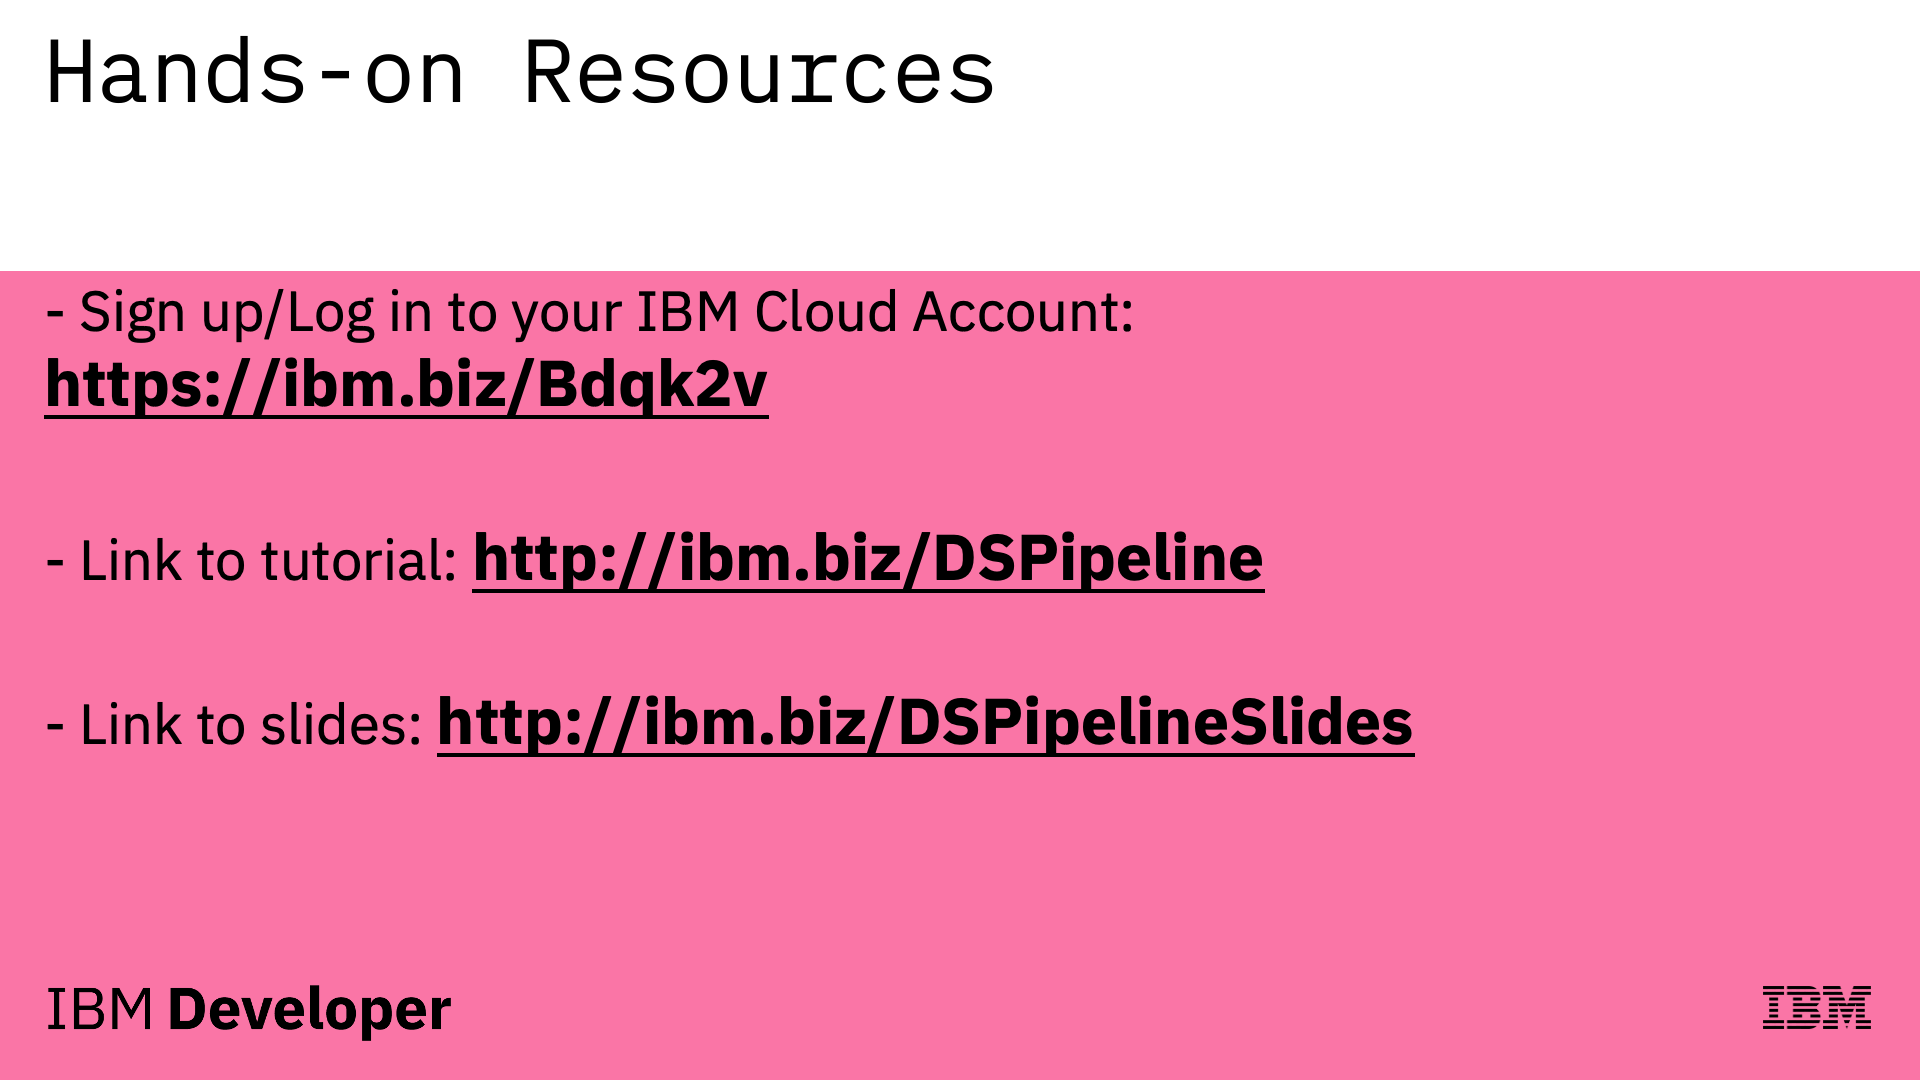 Hands-on Resources
- Sign up/Log in to your IBM Cloud Account:
https://ibm.biz/Bdqk2v
- Link to tutorial: http://ibm.biz/DSPipeline
- Link to slides: http://ibm.biz/DSPipelineSlides
IBM Developer
IBM